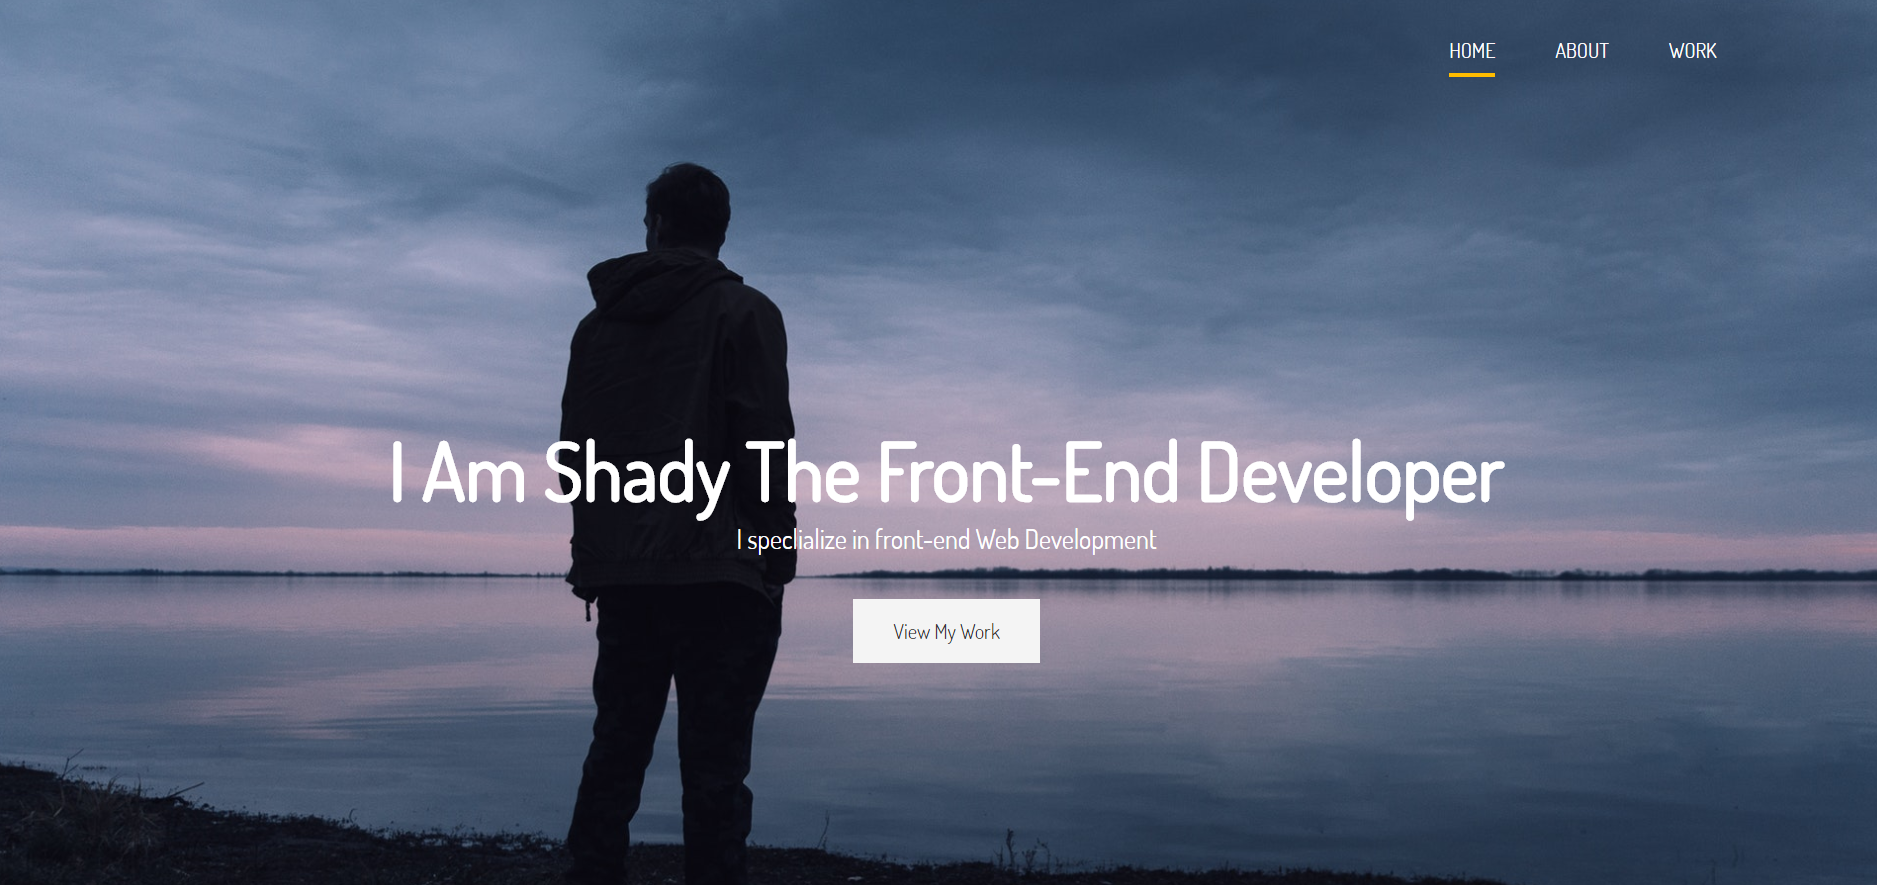 HOME ABOUT WORK
I Am Shady The Front-End Developer
I speclialize in front-end Web Development
View My Work